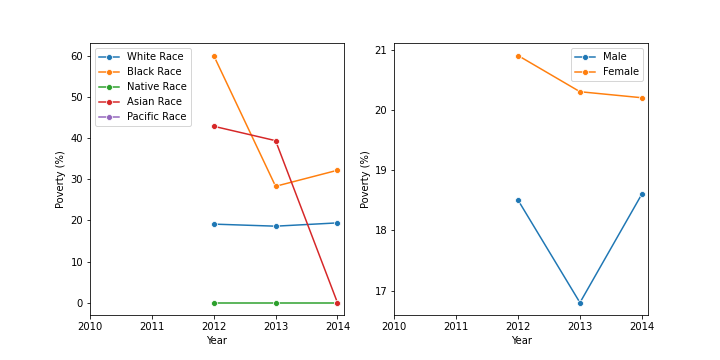 White Race
Black Race
Native Race
Asian Race
Pacific Race
60
50
40
30
20
10
0
Poverty (%)
2010 2011 2012 2013 2014
Year
Male
Female
21
20
19
18
17
Poverty (%)
2010 2011 2012 2013 2014
Year